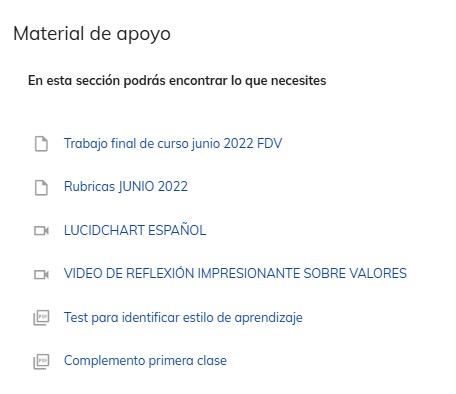 Material de apoyo
En esta sección podrás encontrar lo que necesites
Trabajo final de curso junio 2022 FDV
Rubricas JUNIO 2022
LUCIDCHART ESPAÑOL
VIDEO DE REFLEXIÓN IMPRESIONANTE SOBRE VALORES
PDF Test para identificar estilo de aprendizaje
PDF Complemento primera clase